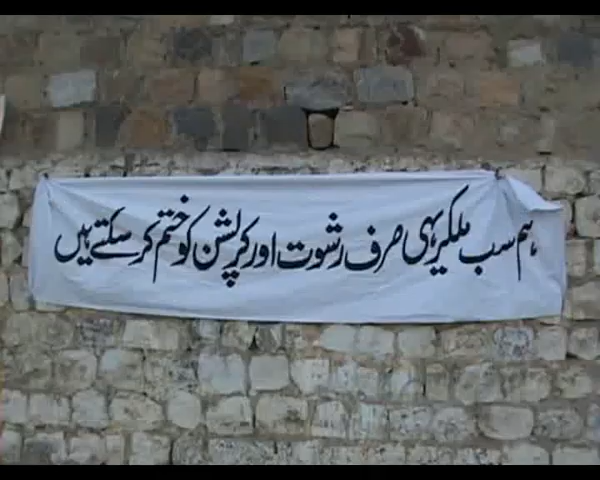 ہم سب ملکر ہی صرف رشوت اور کرپشن کو ختم کر سکتے ہیں